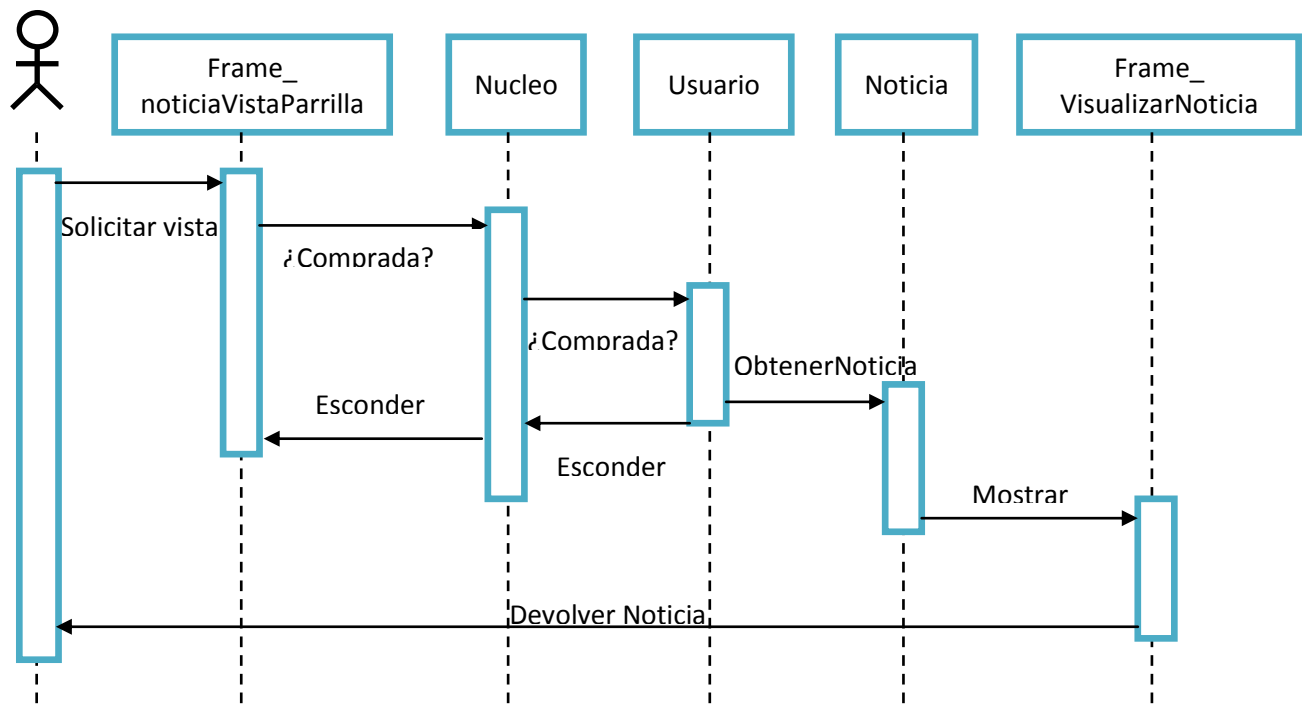 Frame_
noticiaVistaParrilla
Nucleo
Usuario
Noticia
Frame_
VisualizarNoticia
Solicitar vista
¿Comprada?
¿Comprada?
ObtenerNoticia
Esconder
Esconder
Mostrar
Devolver Noticia